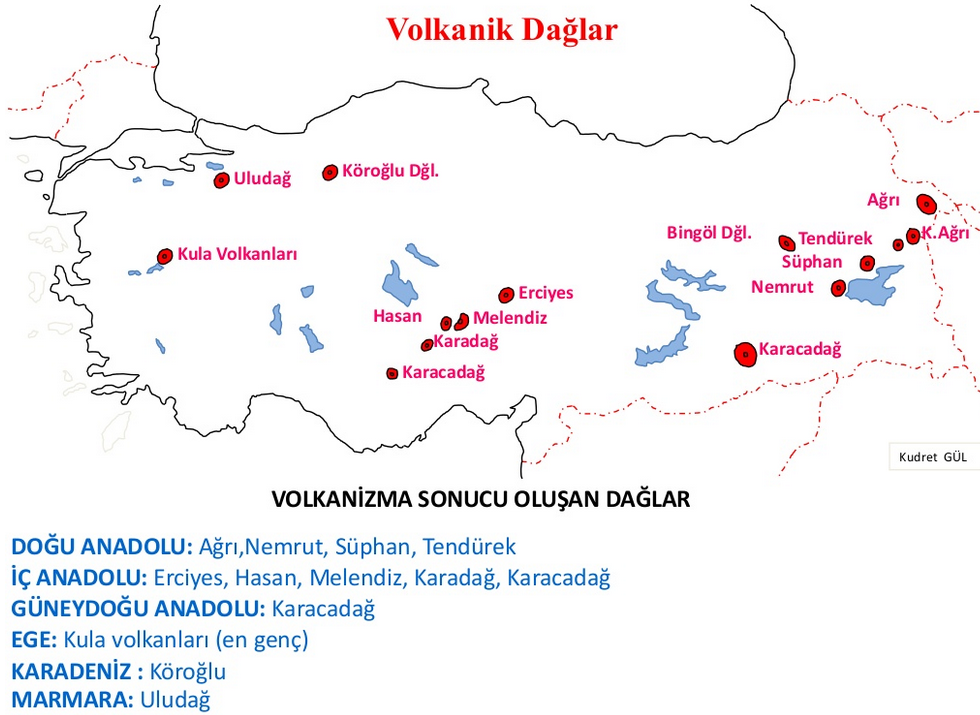 Volkanik Dağlar
Uludağ
Köroğlu Dğl.
Ağrı
Bingöl Dğl.
Tendürek
K.Ağrı
Kula Volkanları
Süphan
Nemrut
Erciyes
Hasan
Melendiz
Karadağ
Karacadağ
Karacadağ
Kudret GÜL
VOLKANİZMA SONUCU OLUŞAN DAĞLAR
DOĞU ANADOLU: Ağrı,Nemrut, Süphan, Tendürek
İÇ ANADOLU: Erciyes, Hasan, Melendiz, Karadağ, Karacadağ
GÜNEYDOĞU ANADOLU: Karacadağ
EGE: Kula volkanları (en genç)
KARADENİZ : Köroğlu
MARMARA: Uludağ